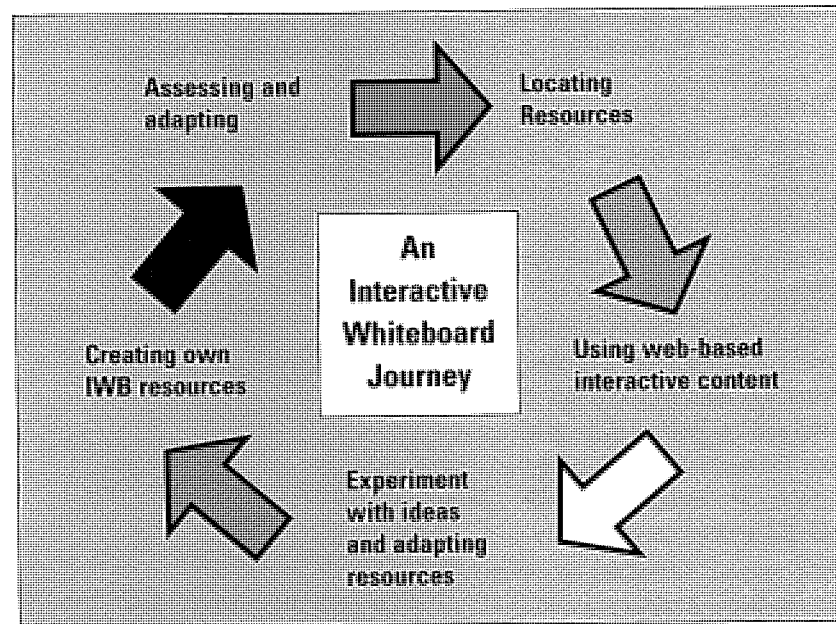 Assessing and
adapting
Locating
Resources
An
Interactive
Whiteboard
Journey
Using web-based
interactive content
Creating own
IWB resources
Experiment
with ideas
and adapting
resources